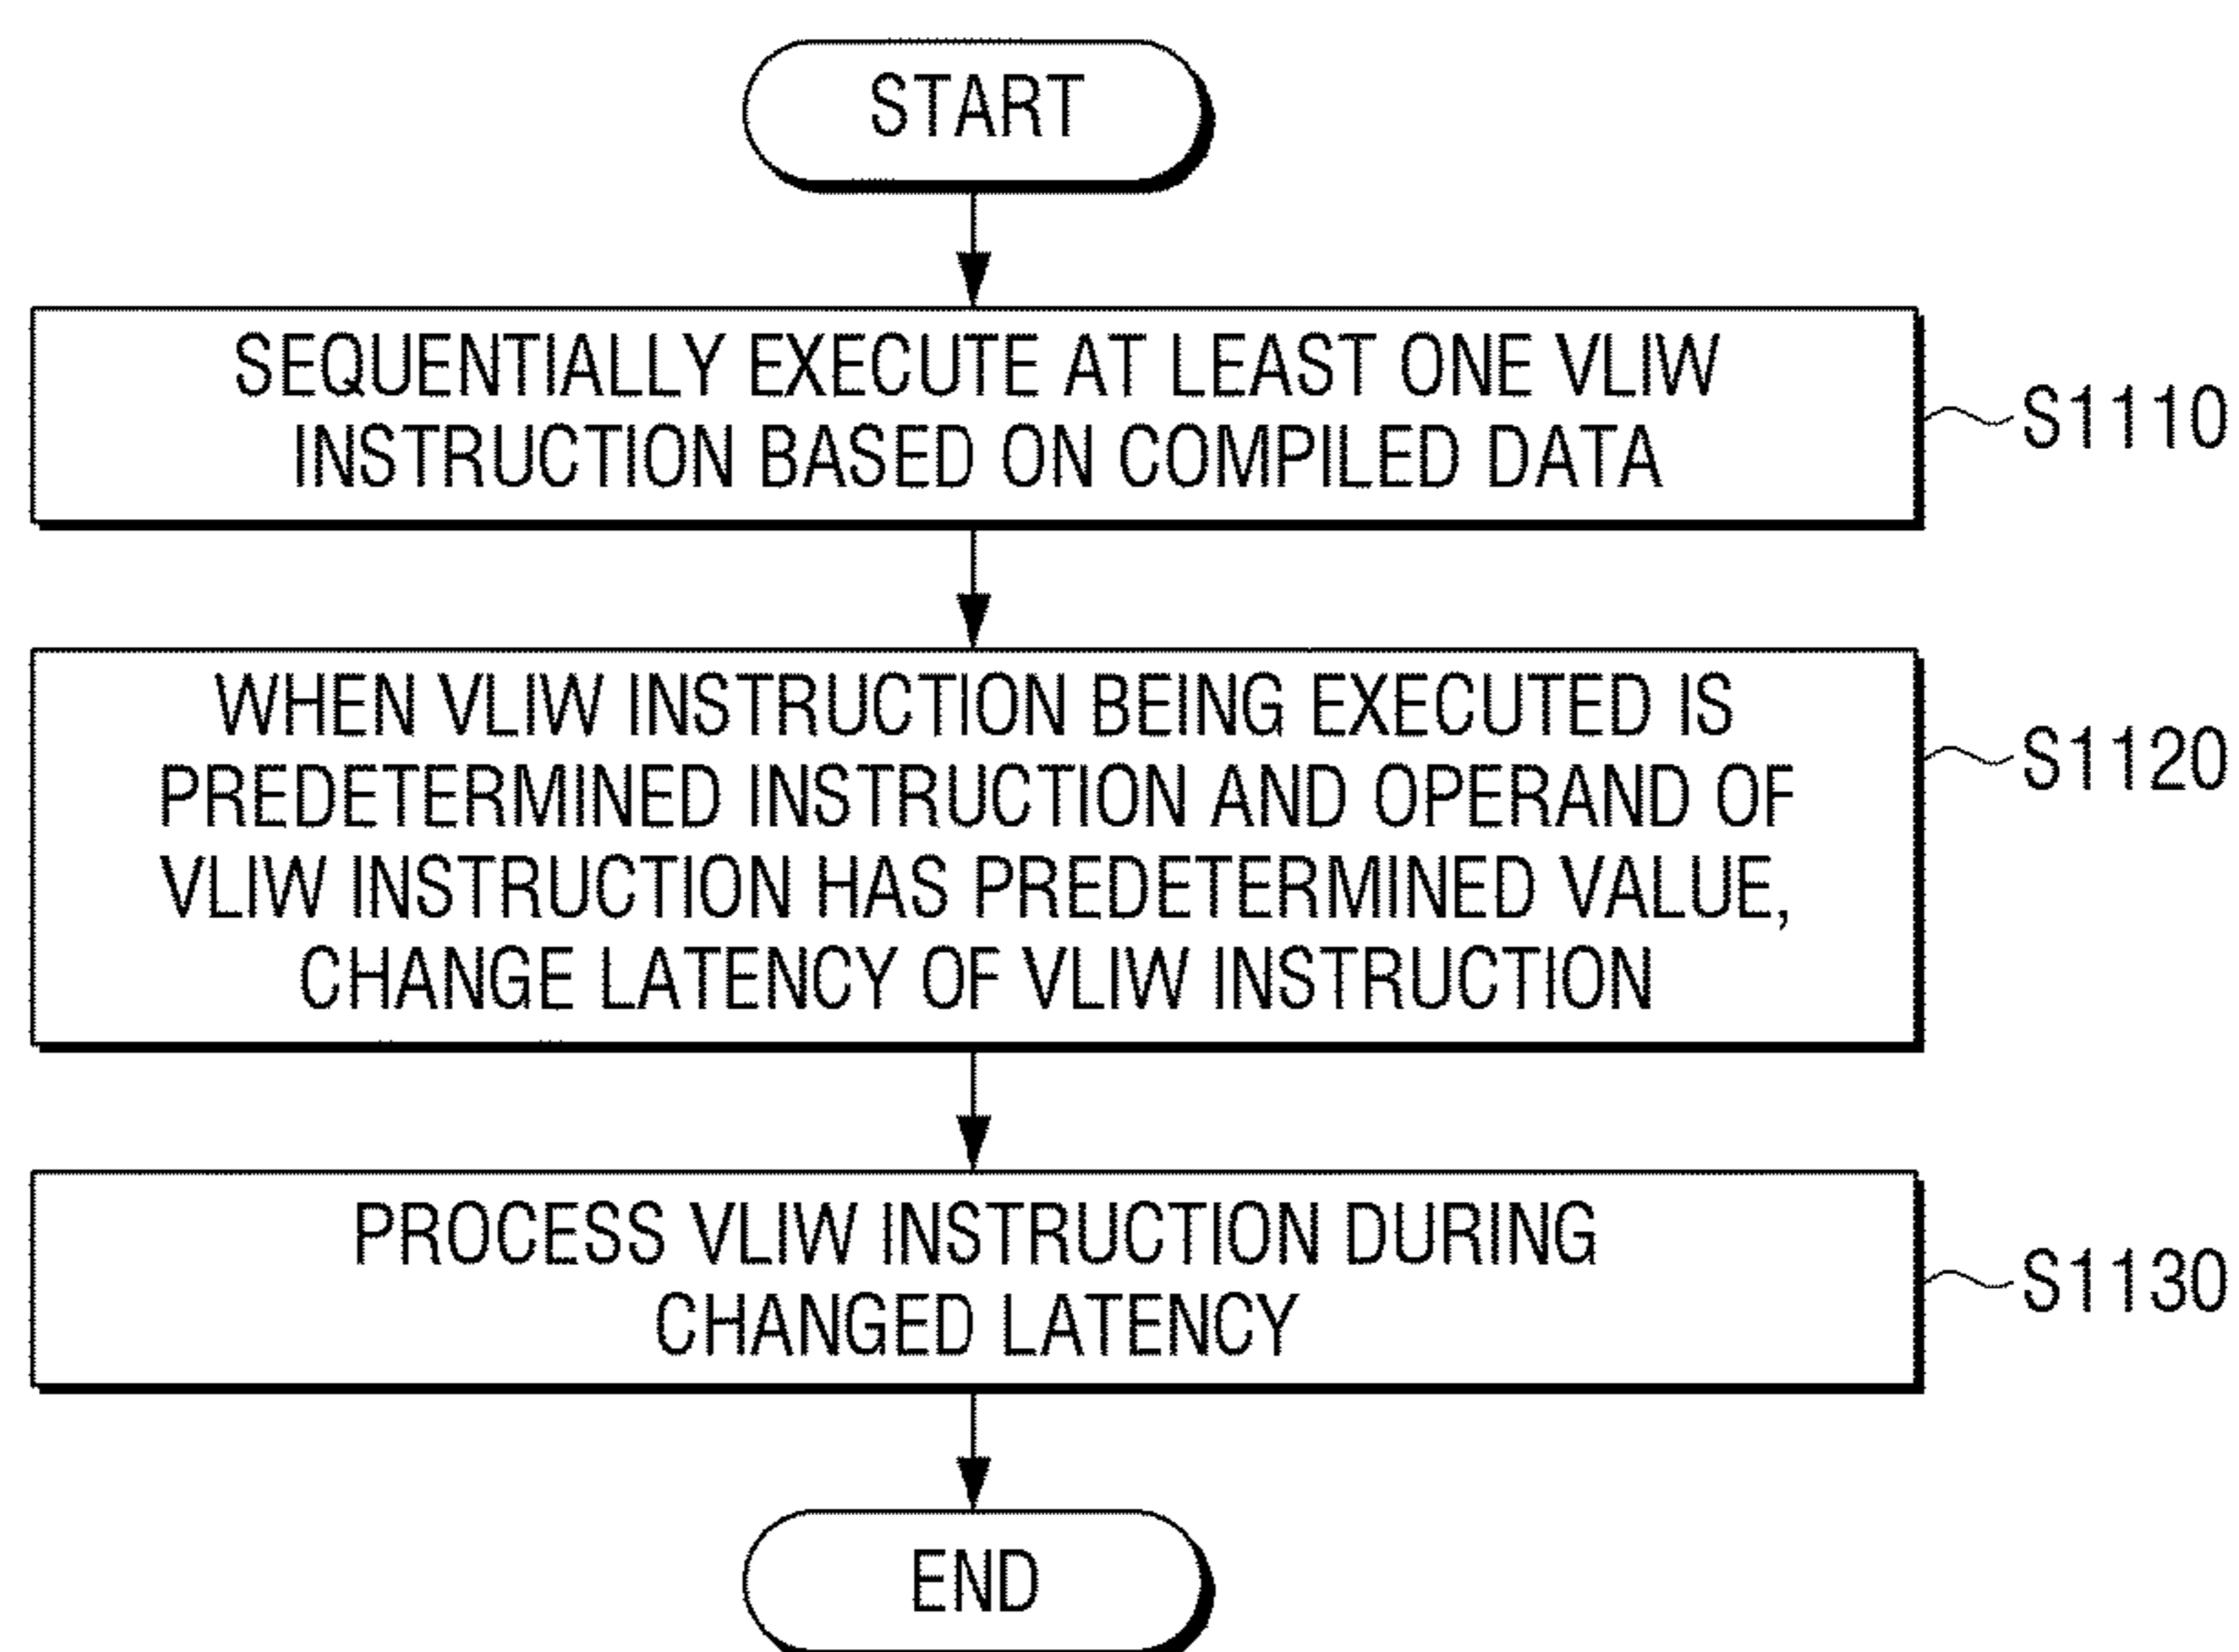 START
SEQUENTIALLY EXECUTE AT LEAST ONE VLIW
INSTRUCTION BASED ON COMPILED DATA
S1110
WHEN VLIW INSTRUCTION BEING EXECUTED IS
PREDETERMINED INSTRUCTION AND OPERAND OF
VLIW INSTRUCTION HAS PREDETERMINED VALUE,
CHANGE LATENCY OF VLIW INSTRUCTION
S1120
PROCESS VLIW INSTRUCTION DURING
CHANGED LATENCY
S1130
END